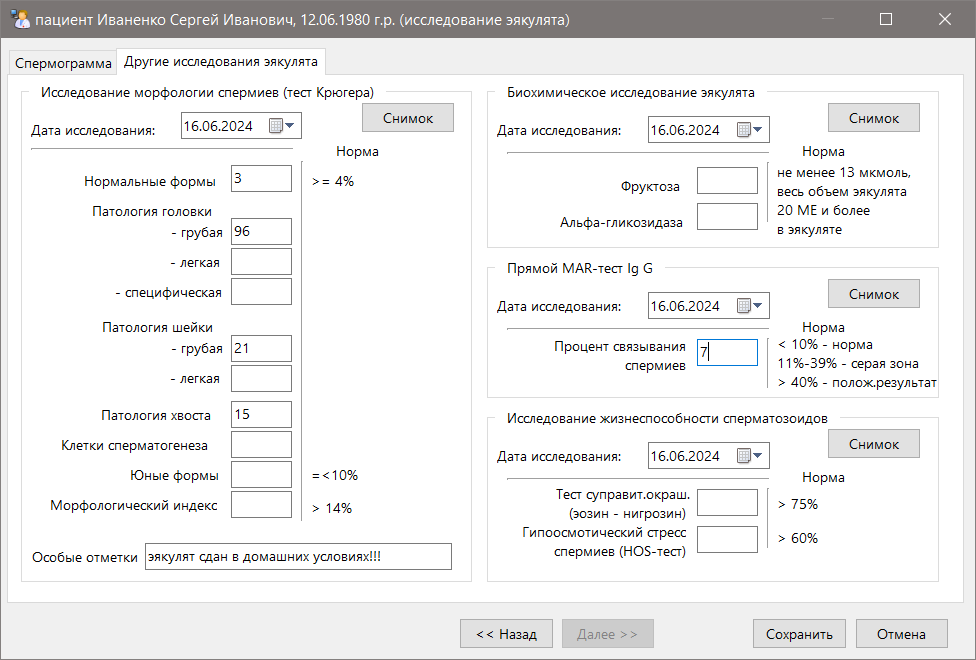 пациент Иваненко Сергей Иванович, 12.06.1980 г.р. (исследование эякулята)
Спермограмма
Другие исследования эякулята
Исследование морфологии спермиев (тест Крюгера)
Дата исследования:
16.06.2024
Снимок
Норма
Нормальные формы
3
>= 4%
Патология головки
- грубая
96
- легкая
- специфическая
Патология шейки
- грубая
21
- легкая
Патология хвоста
15
Клетки сперматогенеза
Юные формы
=<10%
Морфологический индекс
> 14%
Особые отметки
эякулят сдан в домашних условиях!!!
Биохимическое исследование эякулята
Дата исследования:
16.06.2024
Снимок
Норма
Фруктоза
не менее 13 мкмоль,
весь объем эякулята
Альфа-гликозидаза
20 МЕ и более
в эякуляте
Прямой MAR-тест Ig G
Дата исследования:
16.06.2024
Снимок
Норма
Процент связывания
спермиев
7
< 10% - норма
11%-39% - серая зона
> 40% - полож.результат
Исследование жизнеспособности сперматозоидов
Дата исследования:
16.06.2024
Снимок
Норма
Тест суправит.окраш.
(эозин - нигрозин)
> 75%
Гипоосмотический стресс
спермиев (HOS-тест)
> 60%
<< Назад
Далее >>
Сохранить
Отмена